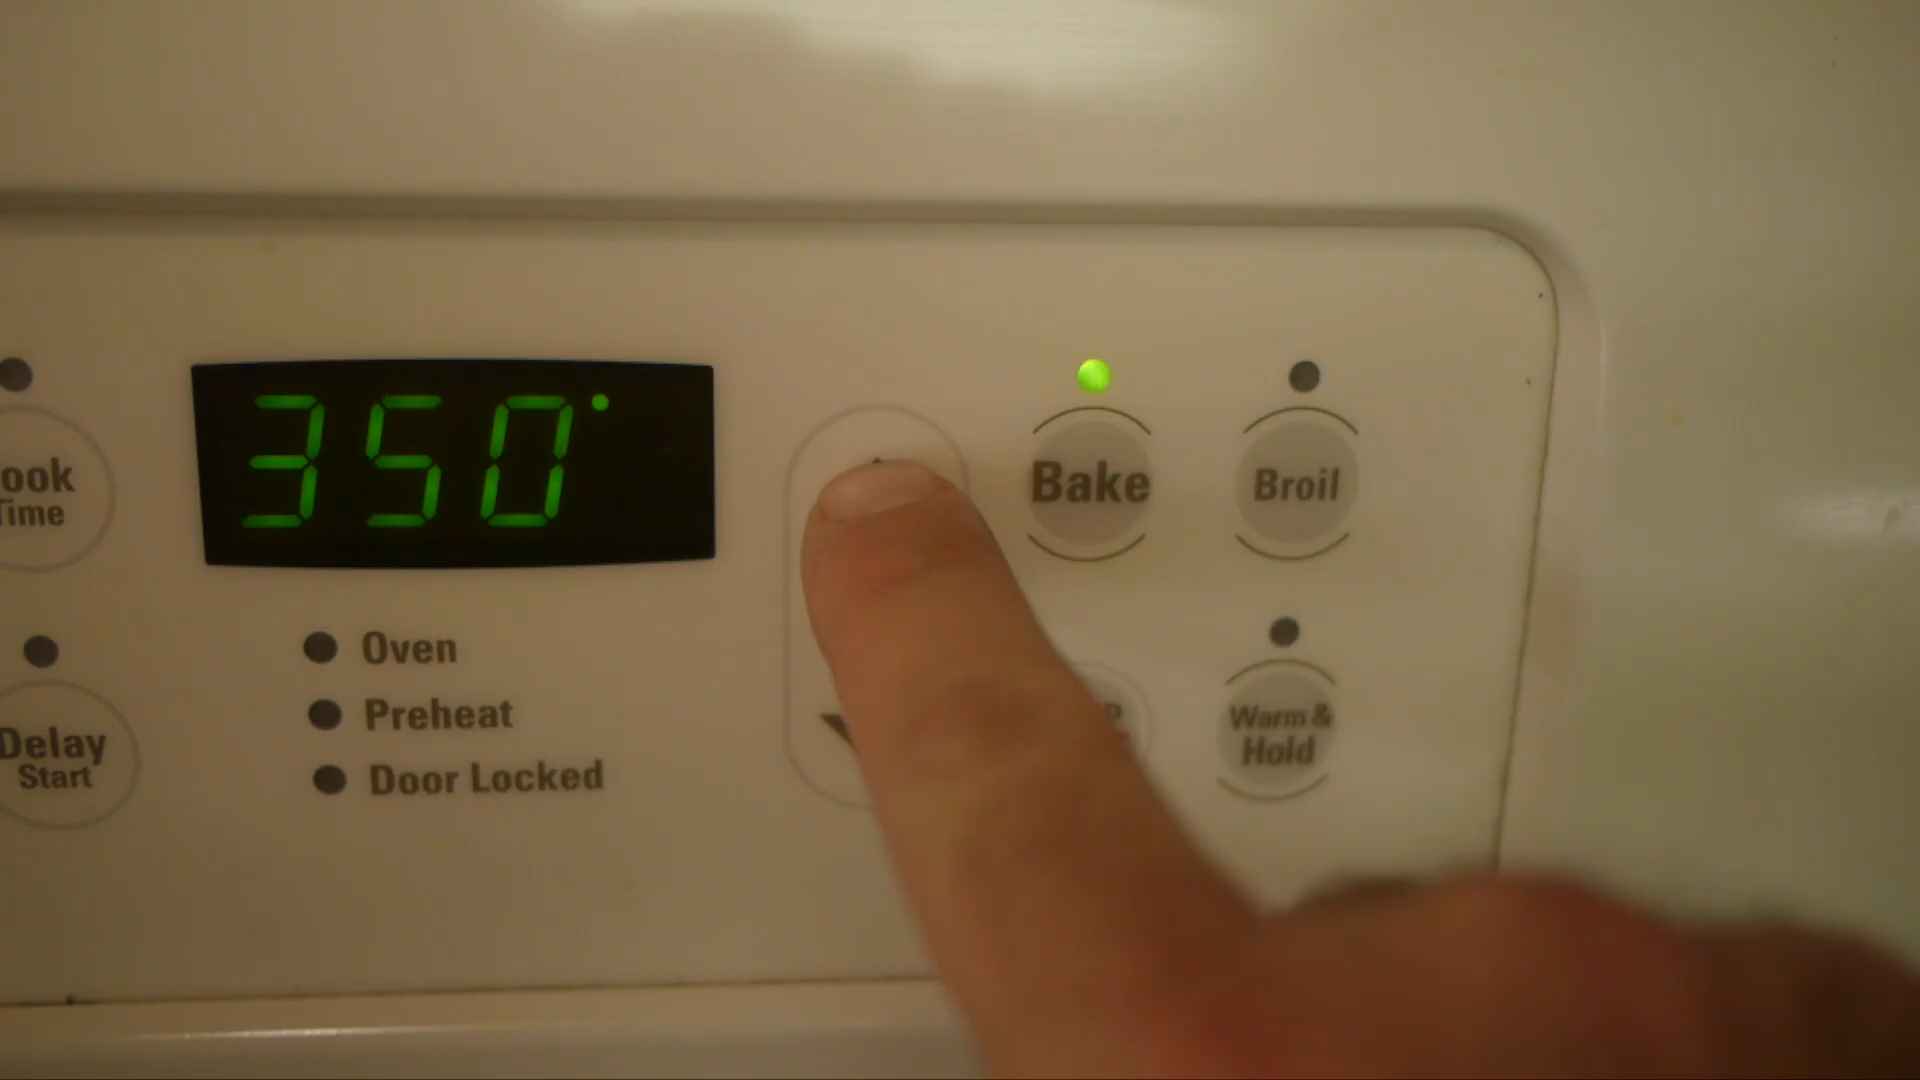 350°
Bake
Broil
ook
Time
Oven
Preheat
Door Locked
Delay
Start
Warm &
Hold